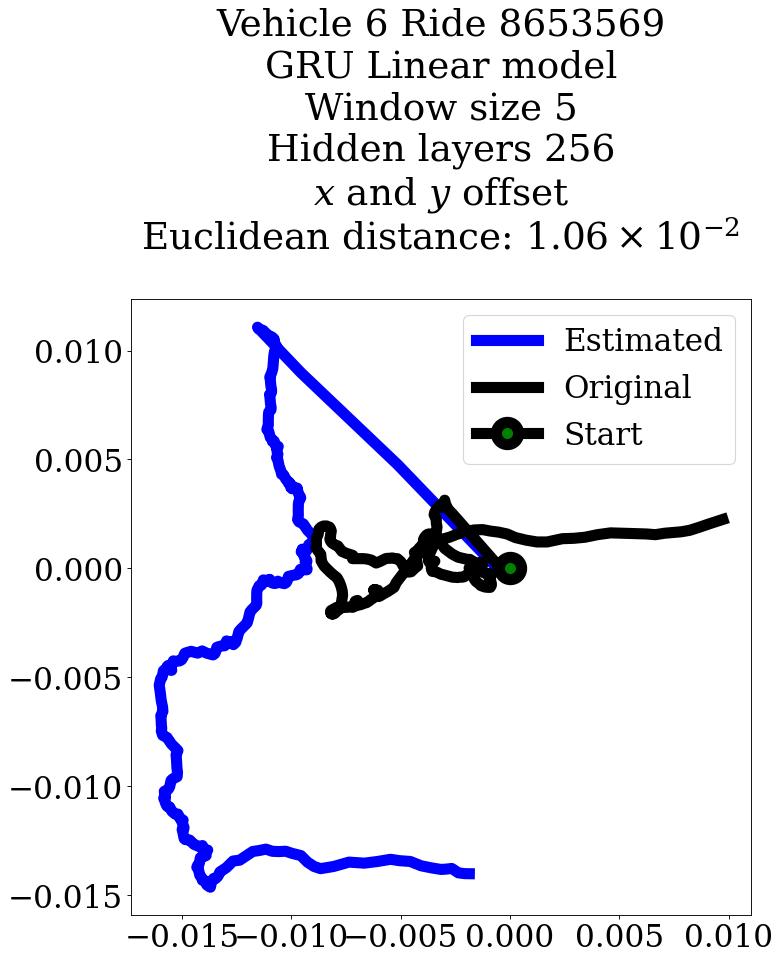 Vehicle 6 Ride 8653569
GRU Linear model
Window size 5
Hidden layers 256
x and y offset
Euclidean distance: 1.06 × 10⁻²
Estimated
Original
Start
0.010
0.005
0.000
−0.005
−0.010
−0.015
−0.015 −0.010 −0.005 0.000 0.005 0.010